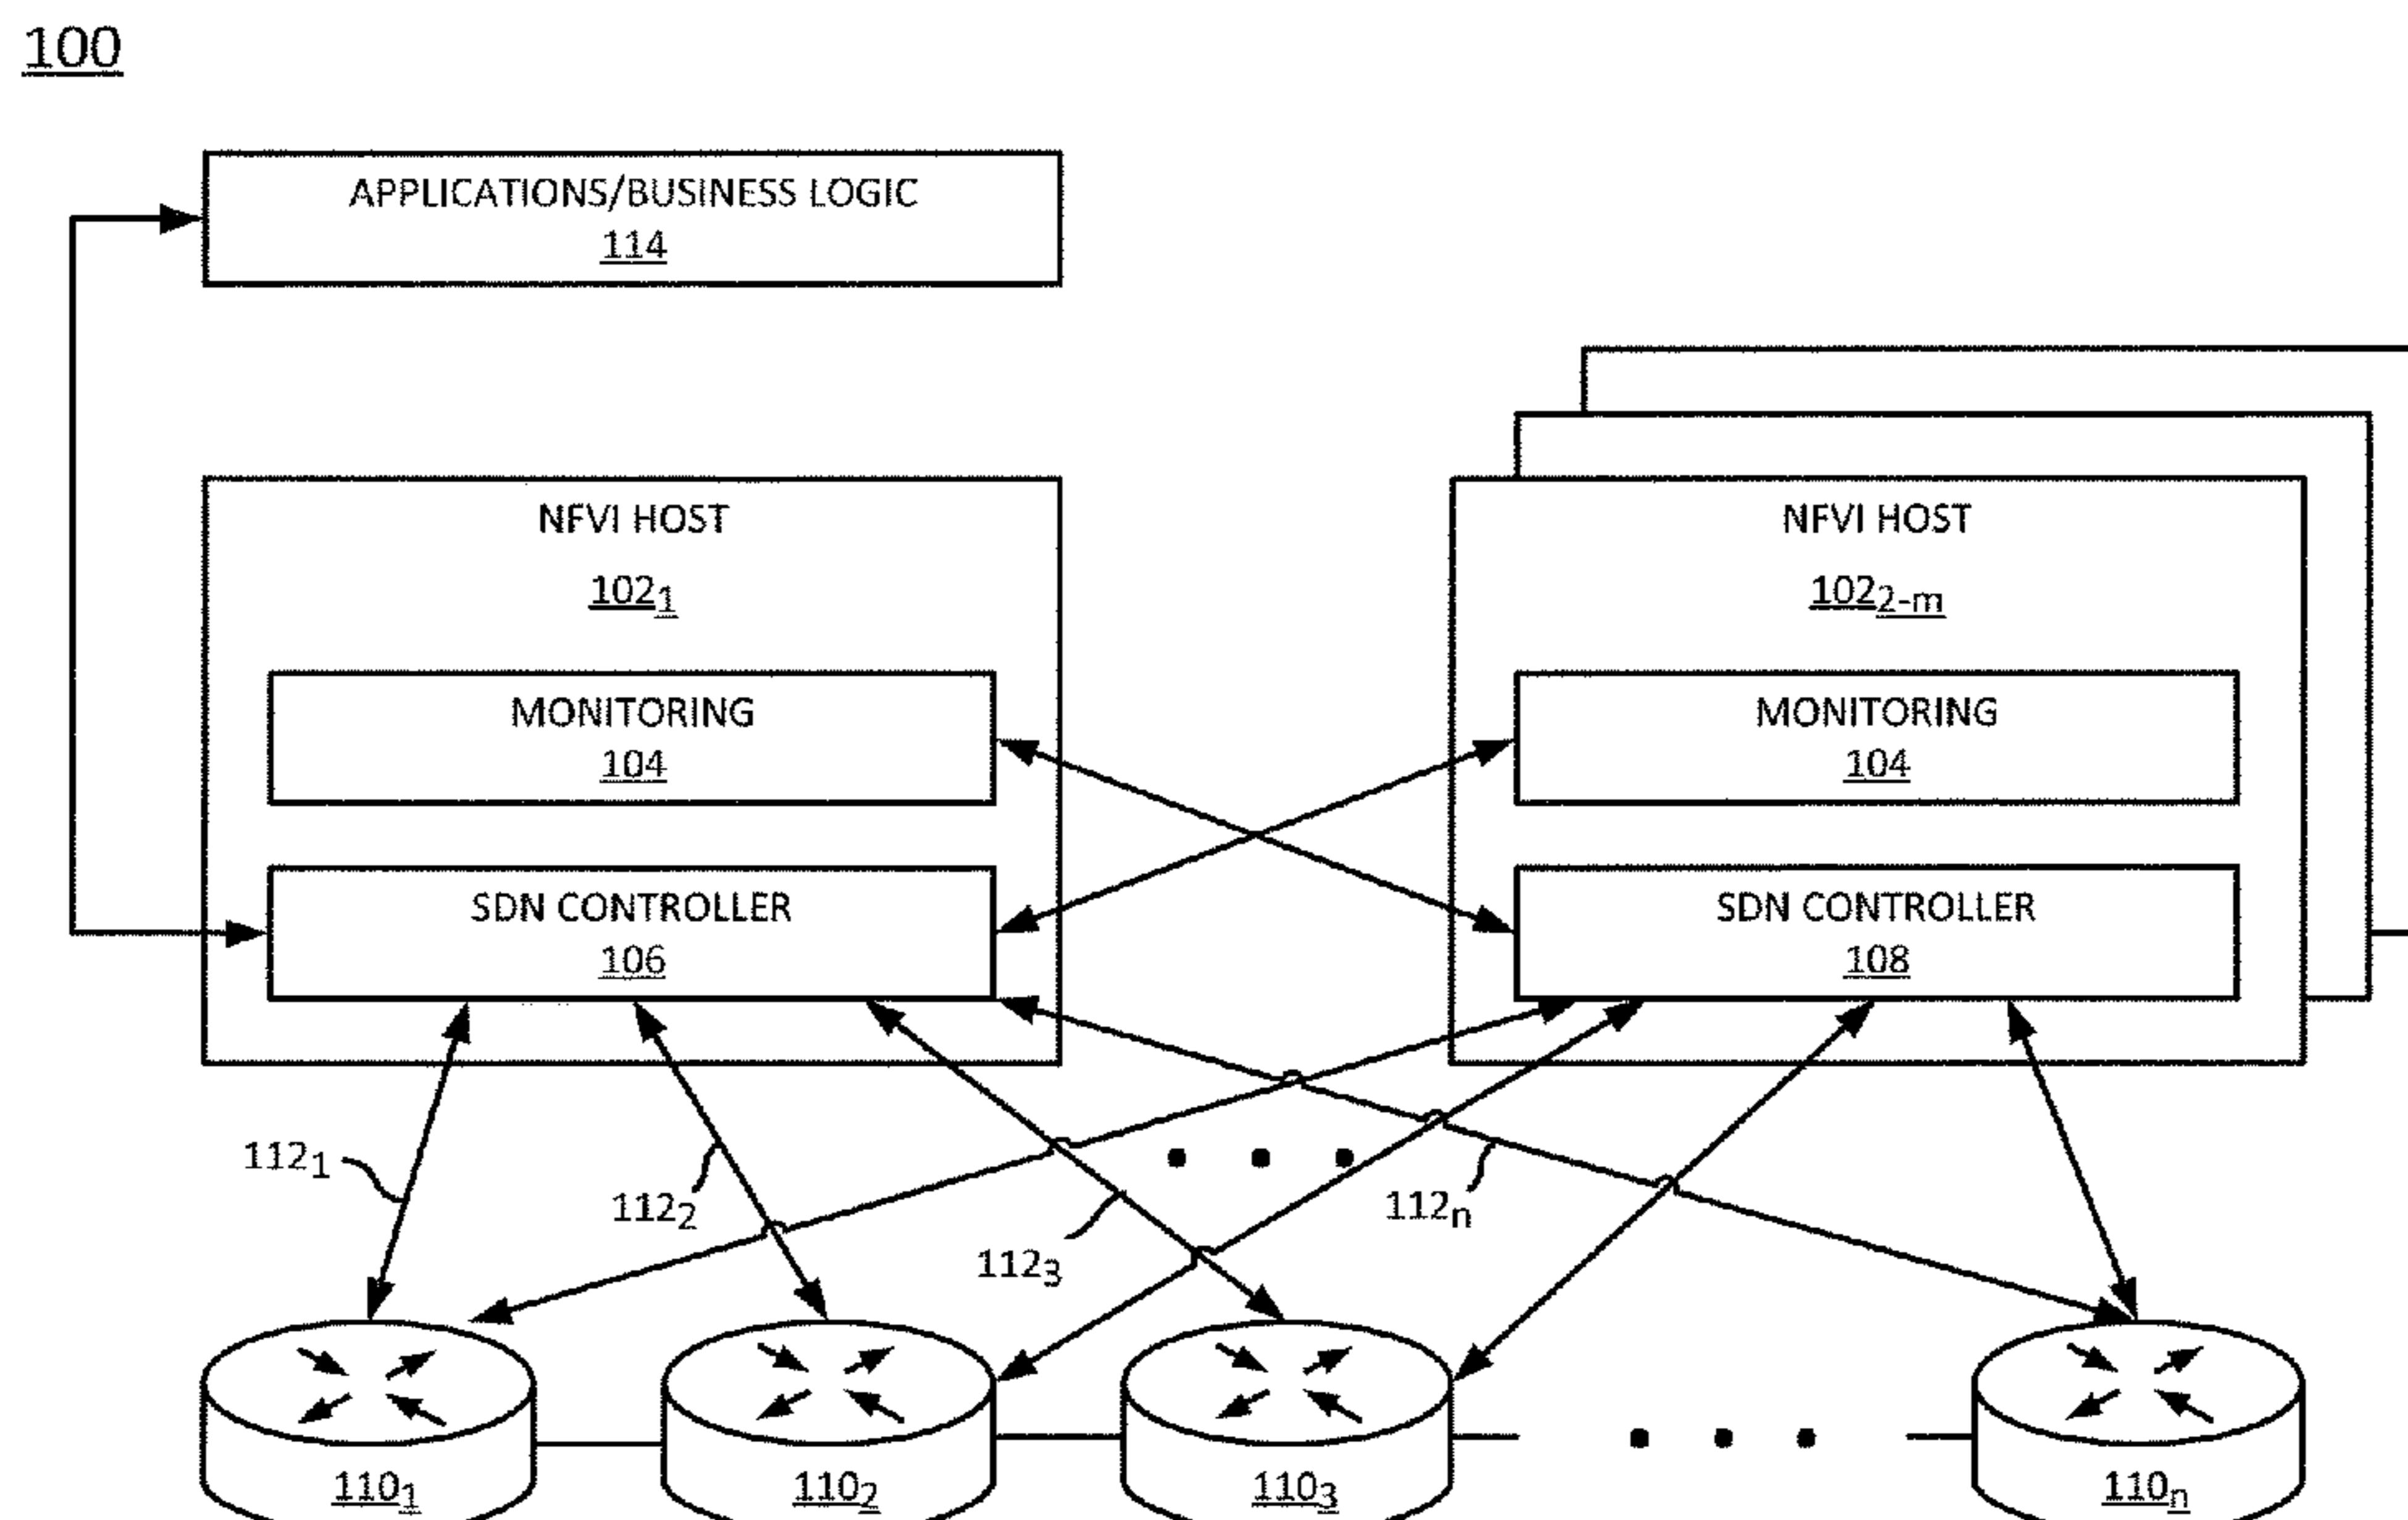 100
APPLICATIONS/BUSINESS LOGIC
114
NFVI HOST
102₁
MONITORING
104
SDN CONTROLLER
106
NFVI HOST
102₂₋ₘ
MONITORING
104
SDN CONTROLLER
108
112₁
112₂
112₃
112ₙ
110₁
110₂
110₃
110ₙ